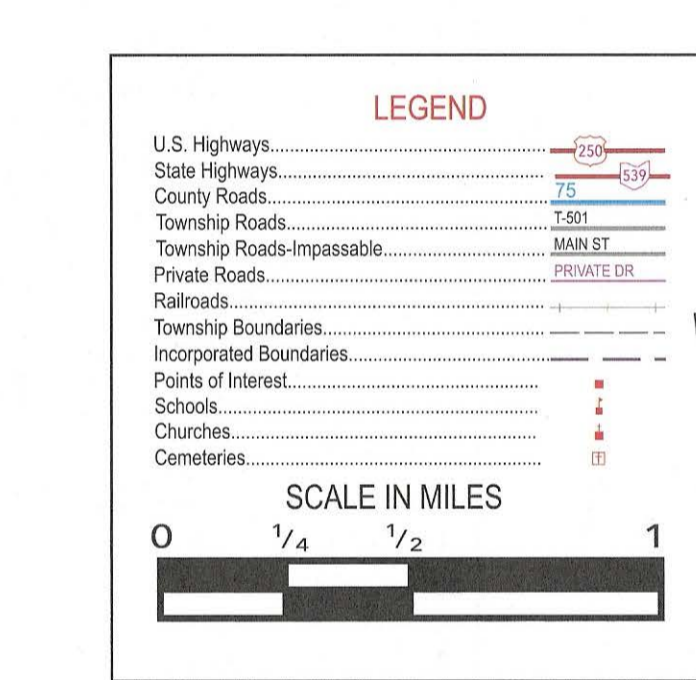 LEGEND
U.S. Highways.................................................................. 250
State Highways................................................................ 539
County Roads.................................................................. 75
Township Roads............................................................. T-501
Township Roads-Impassable....................................... MAIN ST
Private Roads.................................................................. PRIVATE DR
Railroads..........................................................................
Township Boundaries......................................................
Incorporated Boundaries................................................
Points of Interest.............................................................
Schools............................................................................
Churches.........................................................................
Cemeteries......................................................................
SCALE IN MILES
0 1/4 1/2 1